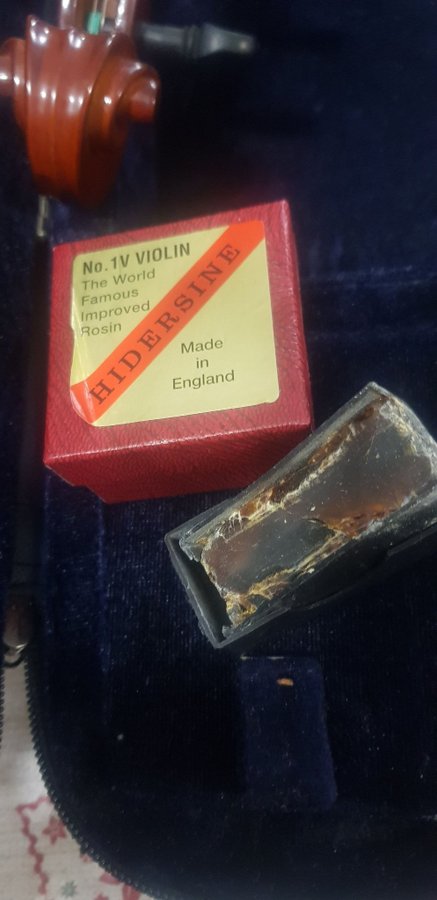 No.1V VIOLIN
The World
Famous
Improved
Rosin
HIDERSINE
Made
in
England